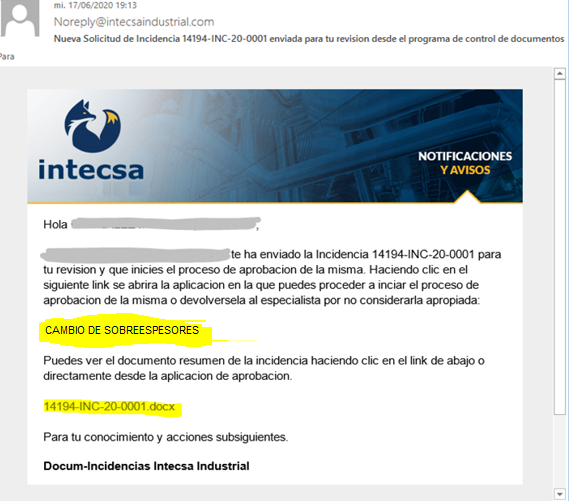 mi. 17/06/2020 19:13
Noreply@intecsaindustrial.com
Nueva Solicitud de Incidencia 14194-INC-20-0001 enviada para tu revision desde el programa de control de documentos
Para
intecsa
NOTIFICACIONES
Y AVISOS
Hola ,
te ha enviado la Incidencia 14194-INC-20-0001 para
tu revision y que inicies el proceso de aprobacion de la misma. Haciendo clic en el
siguiente link se abrira la aplicacion en la que puedes proceder a inciar el proceso de
aprobacion de la misma o devolversela al especialista por no considerarla apropiada:
CAMBIO DE SOBREESPESORES
Puedes ver el documento resumen de la incidencia haciendo clic en el link de abajo o
directamente desde la aplicacion de aprobacion.
14194-INC-20-0001.docx
Para tu conocimiento y acciones subsiguientes.
Docum-Incidencias Intecsa Industrial